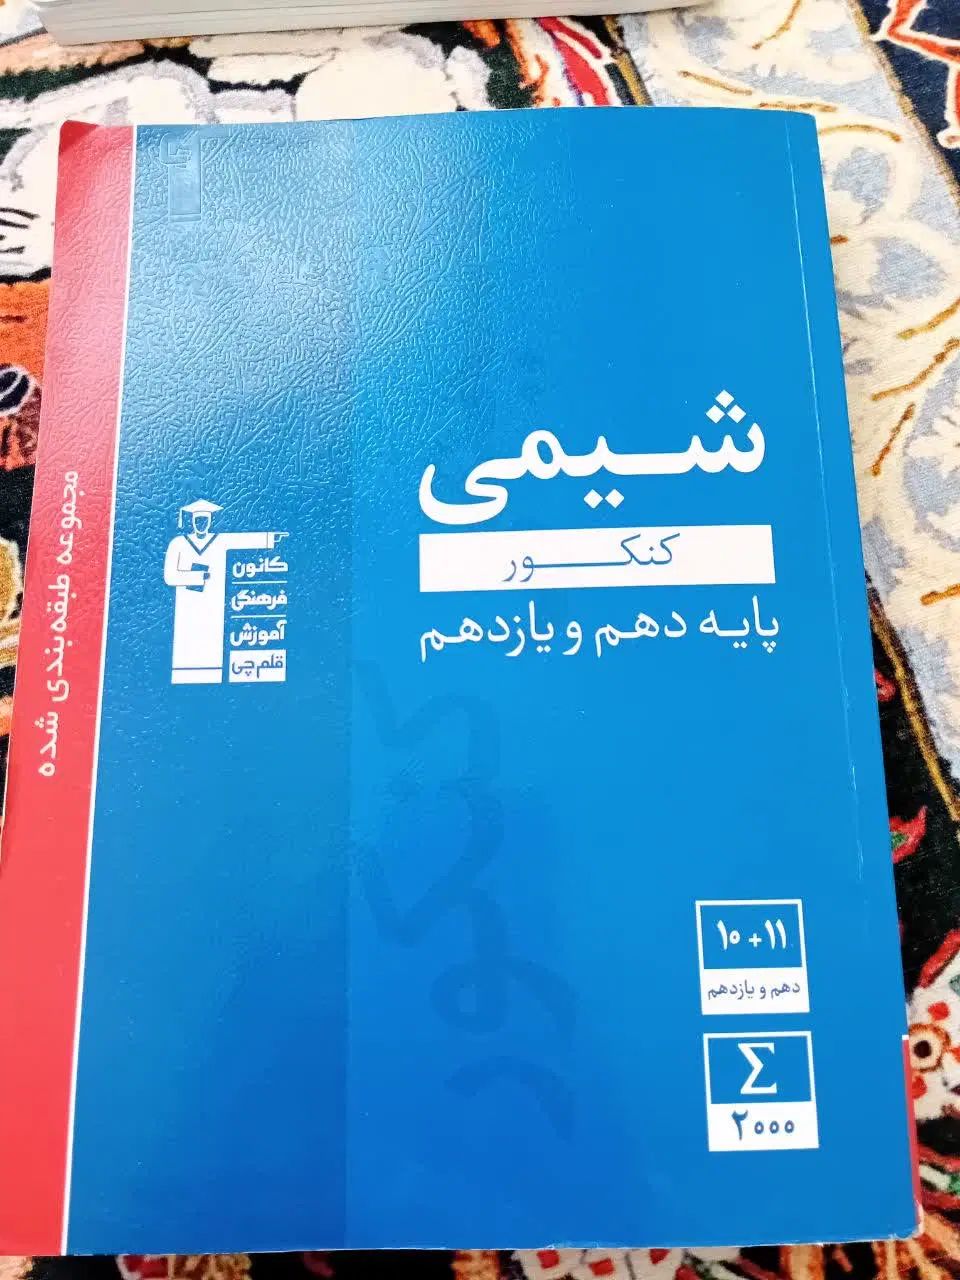 شیمی
کنکور
پایه دهم و یازدهم
کانون
فرهنگی
آموزش
قلم‌چی
مجموعه طبقه‌بندی شده
کنکور
۱۰+۱۱
دهم و یازدهم
Σ
۲۰۰۰